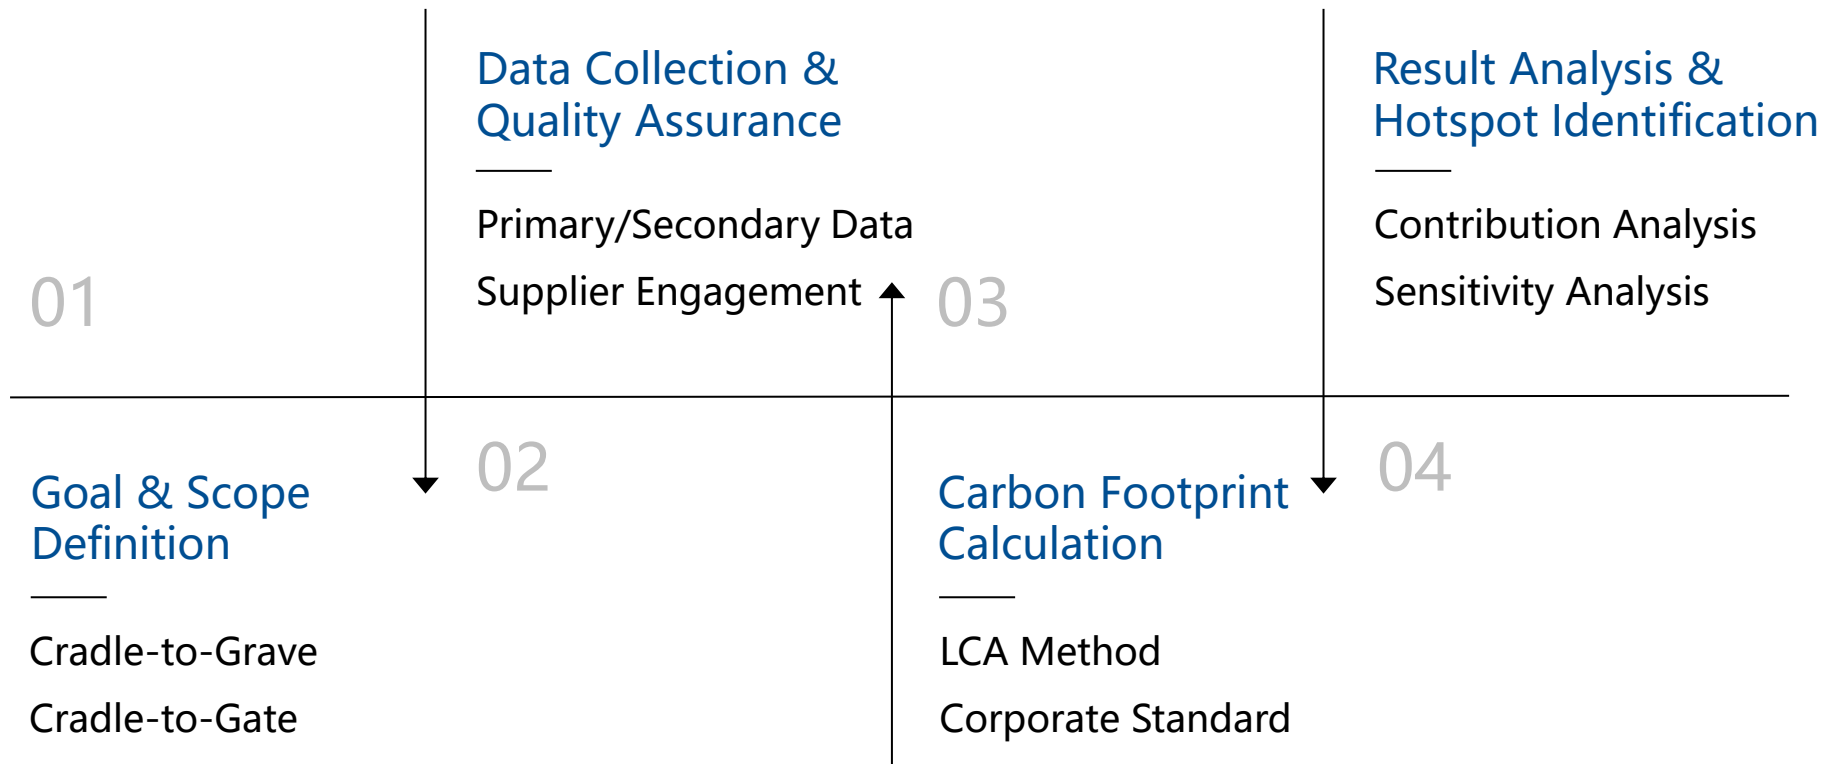 01
Goal & Scope
Definition
Cradle-to-Grave
Cradle-to-Gate
Data Collection &
Quality Assurance
Primary/Secondary Data
Supplier Engagement
02
03
Carbon Footprint
Calculation
LCA Method
Corporate Standard
Result Analysis &
Hotspot Identification
Contribution Analysis
Sensitivity Analysis
04